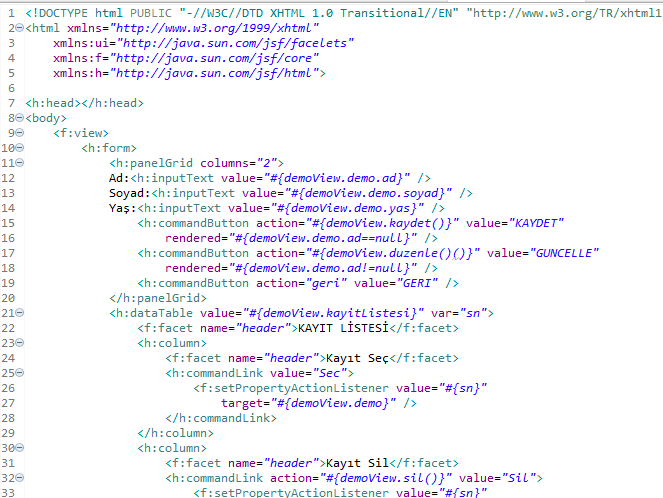 1 <!DOCTYPE html PUBLIC "-//W3C//DTD XHTML 1.0 Transitional//EN" "http://www.w3.org/TR/xhtml1
2 <html xmlns="http://www.w3.org/1999/xhtml"
3 xmlns:ui="http://java.sun.com/jsf/facelets"
4 xmlns:f="http://java.sun.com/jsf/core"
5 xmlns:h="http://java.sun.com/jsf/html">
6
7 <h:head></h:head>
8 <body>
9 <f:view>
10 <h:form>
11 <h:panelGrid columns="2">
12 Ad:<h:inputText value="#{demoView.demo.ad}" />
13 Soyad:<h:inputText value="#{demoView.demo.soyad}" />
14 Yaş:<h:inputText value="#{demoView.demo.yas}" />
15 <h:commandButton action="#{demoView.kaydet()}" value="KAYDET"
16 rendered="#{demoView.demo.ad==null}" />
17 <h:commandButton action="#{demoView.duzenle()()}" value="GUNCELLE"
18 rendered="#{demoView.demo.ad!=null}" />
19 <h:commandButton action="geri" value="GERI" />
20 </h:panelGrid>
21 <h:dataTable value="#{demoView.kayitListesi}" var="sn">
22 <f:facet name="header">KAYIT LİSTESİ</f:facet>
23 <h:column>
24 <f:facet name="header">Kayıt Seç</f:facet>
25 <h:commandLink value="Sec">
26 <f:setPropertyActionListener value="#{sn}"
27 target="#{demoView.demo}" />
28 </h:commandLink>
29 </h:column>
30 <h:column>
31 <f:facet name="header">Kayıt Sil</f:facet>
32 <h:commandLink action="#{demoView.sil()}" value="Sil">
33 <f:setPropertyActionListener value="#{sn}"